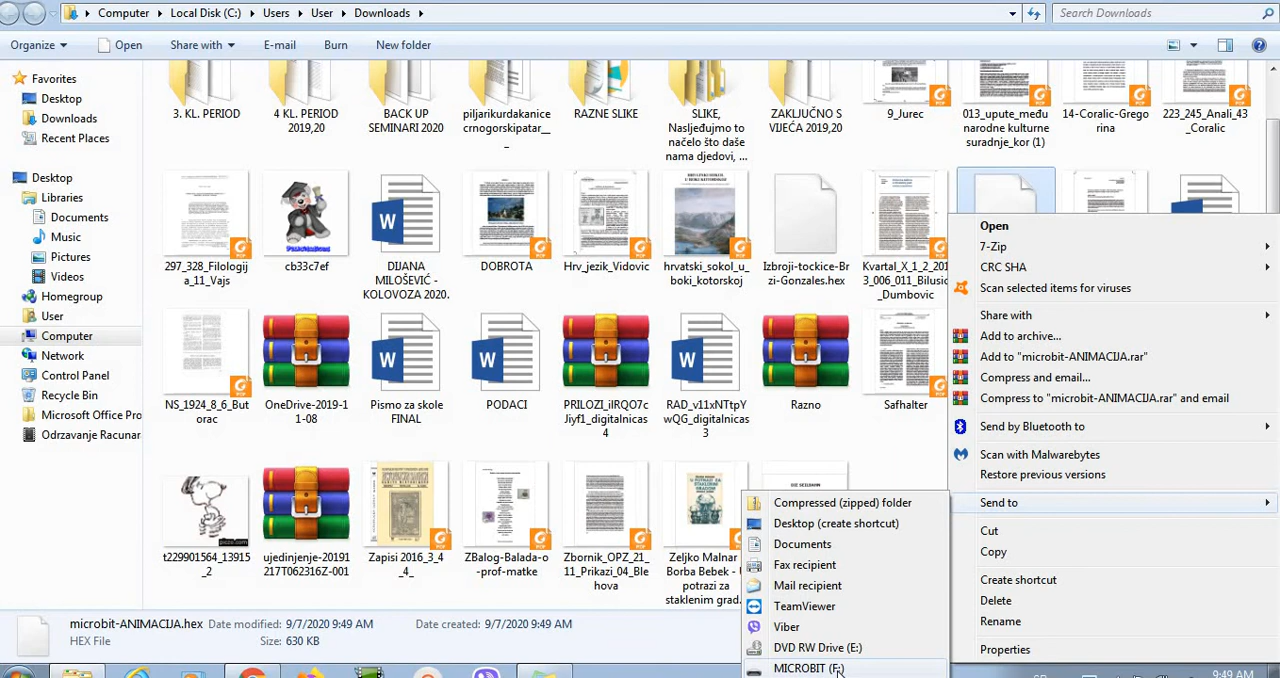 Computer ▸ Local Disk (C:) ▸ Users ▸ User ▸ Downloads ▸
Search Downloads
Organize
Open
Share with
E-mail
Burn
New folder
Favorites
Desktop
Downloads
Recent Places
Desktop
Libraries
Documents
Music
Pictures
Videos
Homegroup
User
Computer
Network
Control Panel
Recycle Bin
Microsoft Office Pro
Odrzavanje Racunar
3. KL. PERIOD
4 KL. PERIOD
2019,20
BACK UP
SEMINARI 2020
piljarikurdakanice
crnogorskipatar__
_
RAZNE SLIKE
SLIKE,
Nasljeđujmo to
načelo što daše
nama djedovi, ...
ZAKLJUČNO S
VIJEĆA 2019,20
9_Jurec
013_upute_među
narodne kulturne
suradnje_kor (1)
14-Coralic-Grego
rina
223_245_Anali_43
_Coralic
297_328_Filologij
a_11_Vajs
cb33c7ef
DIJANA
MILOŠEVIĆ -
KOLOVOZA 2020.
DOBROTA
Hrv_jezik_Vidovic
hrvatski_sokol_u_
boki_kotorskoj
Izbroji-tockice-Br
zi-Gonzales.hex
Kvartal_X_1_2_201
3_006_011_Bilusic
_Dumbovic
NS_1924_8_6_But
orac
OneDrive-2019-1
1-08
Pismo za skole
FINAL
PODACI
PRILOZI_iIRQO7c
Jiyf1_digitalnicas
4
RAD_v11xNTtpY
wQG_digitalnicas
3
Razno
Safhalter
t229901564_13915
_2
ujedinjenje-20191
217T062316Z-001
Zapisi 2016_3_4
4_
ZBalog-Balada-o
-prof-matke
Zbornik_OPZ_21_
11_Prikazi_04_Ble
hova
Zeljko Malnar
Borba Bebek - U
potrazi za
staklenim grad...
Open
7-Zip
CRC SHA
Scan selected items for viruses
Share with
Add to archive...
Add to "microbit-ANIMACIJA.rar"
Compress and email...
Compress to "microbit-ANIMACIJA.rar" and email
Send by Bluetooth to
Scan with Malwarebytes
Restore previous versions
Send to
Cut
Copy
Create shortcut
Delete
Rename
Properties
Compressed (zipped) folder
Desktop (create shortcut)
Documents
Fax recipient
Mail recipient
TeamViewer
Viber
DVD RW Drive (E:)
MICROBIT (F:)
microbit-ANIMACIJA.hex Date modified: 9/7/2020 9:49 AM Date created: 9/7/2020 9:49 AM
HEX File Size: 630 KB
9:49 AM